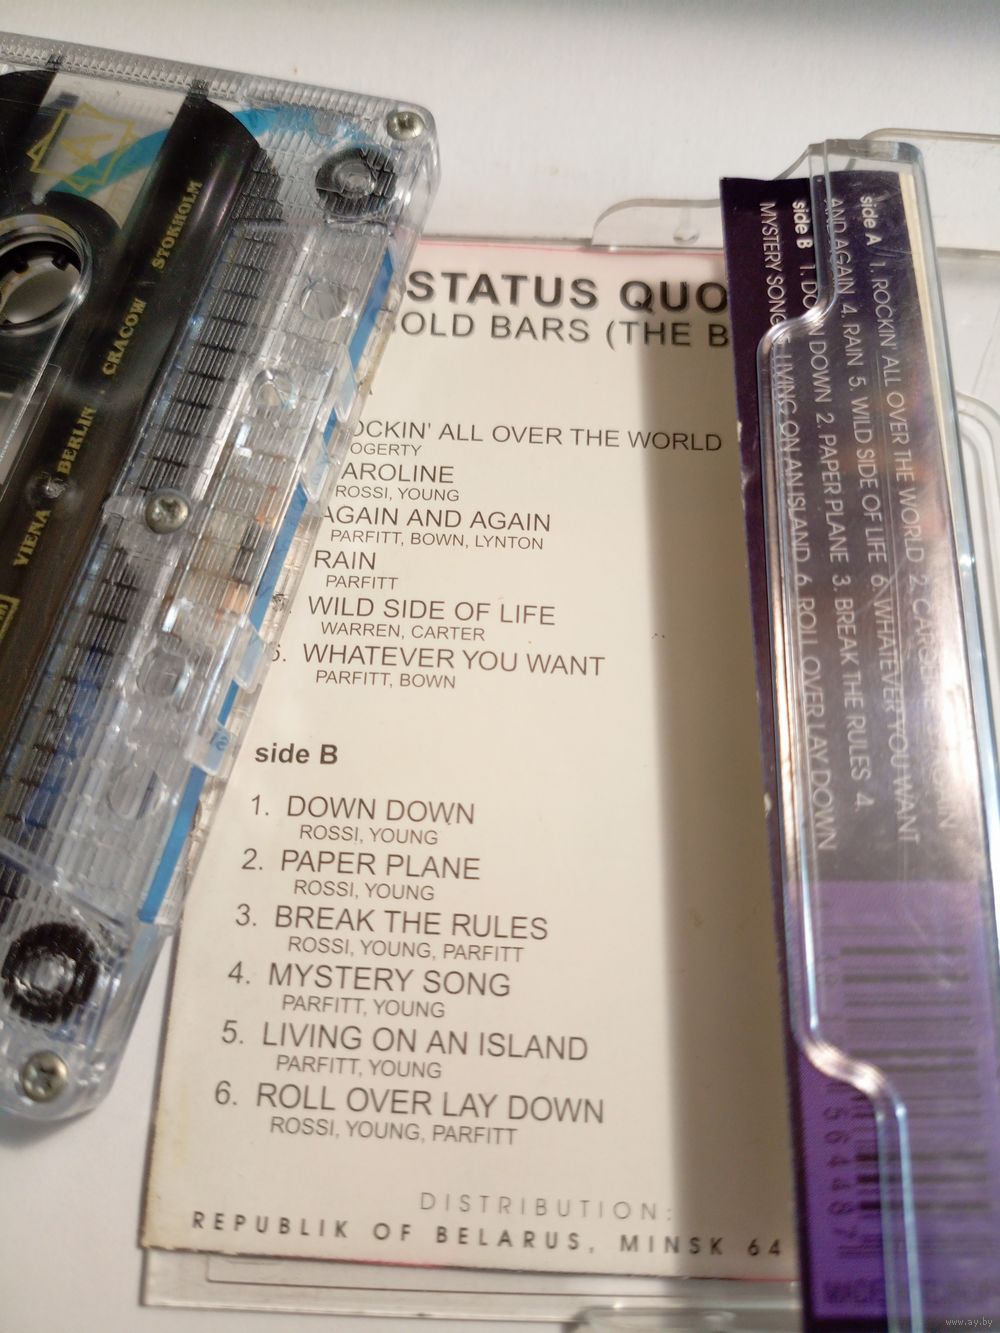 STATUS QUO
OLD BARS (THE B
OCKIN' ALL OVER THE WORLD
OGERTY
AROLINE
ROSSI, YOUNG
AGAIN AND AGAIN
PARFITT, BOWN, LYNTON
RAIN
PARFITT
WILD SIDE OF LIFE
WARREN, CARTER
6. WHATEVER YOU WANT
PARFITT, BOWN
side B
1. DOWN DOWN
ROSSI, YOUNG
2. PAPER PLANE
ROSSI, YOUNG
3. BREAK THE RULES
ROSSI, YOUNG, PARFITT
4. MYSTERY SONG
PARFITT, YOUNG
5. LIVING ON AN ISLAND
PARFITT, YOUNG
6. ROLL OVER LAY DOWN
ROSSI, YOUNG, PARFITT
DISTRIBUTION:
REPUBLIK OF BELARUS, MINSK 64
VIENA · BERLIN · CRACOW · STOKHOLM
A
side A 1. ROCKIN' ALL OVER THE WORLD 2.
AND AGAIN 4. RAIN 5. WILD SIDE OF LIFE 6. WHATEVER YOU WANT
side B 1. DOWN DOWN 2. PAPER PLANE 3. BREAK THE RULES 4.
MYSTERY SONG 5. LIVING ON AN ISLAND 6. ROLL OVER LAY DOWN
564487
www.ay.by